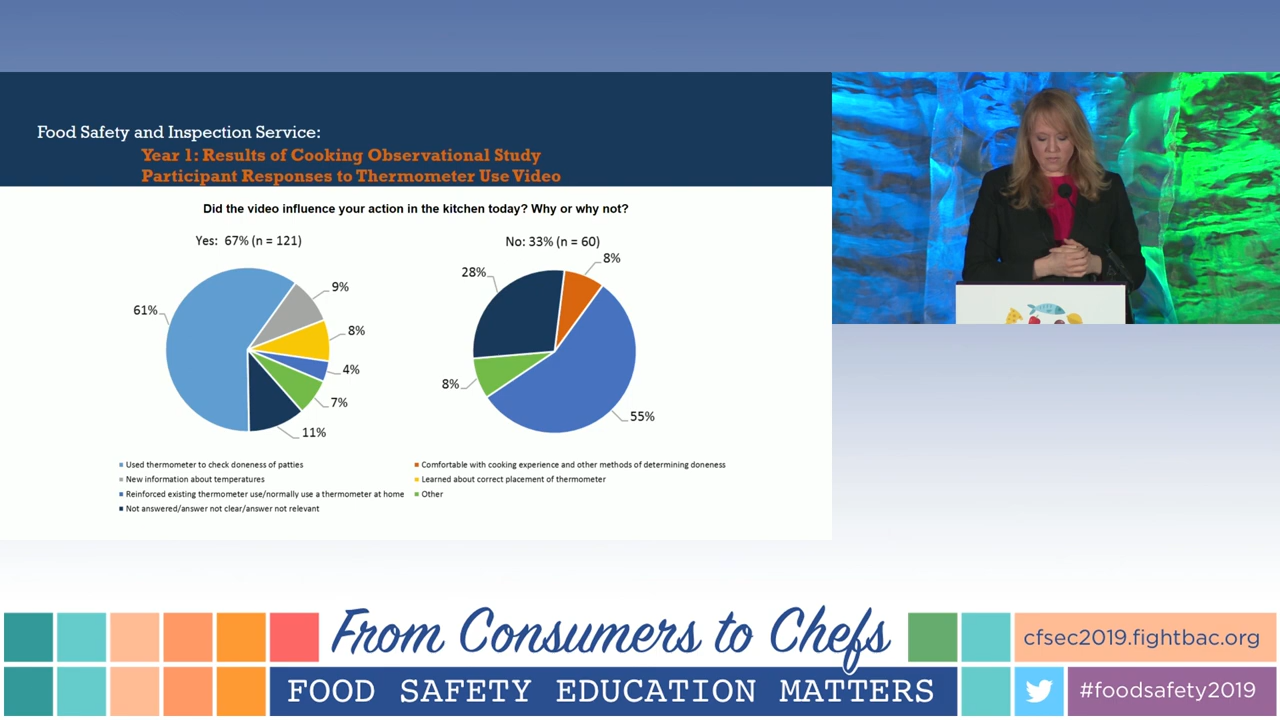 Food Safety and Inspection Service:
Year 1: Results of Cooking Observational Study
Participant Responses to Thermometer Use Video
Did the video influence your action in the kitchen today? Why or why not?
Yes: 67% (n = 121)
No: 33% (n = 60)
61%
9%
8%
4%
7%
11%
28%
8%
8%
55%
Used thermometer to check doneness of patties
Comfortable with cooking experience and other methods of determining doneness
New information about temperatures
Learned about correct placement of thermometer
Reinforced existing thermometer use/normally use a thermometer at home
Other
Not answered/answer not clear/answer not relevant
From Consumers to Chefs
FOOD SAFETY EDUCATION MATTERS
cfsec2019.fightbac.org
#foodsafety2019